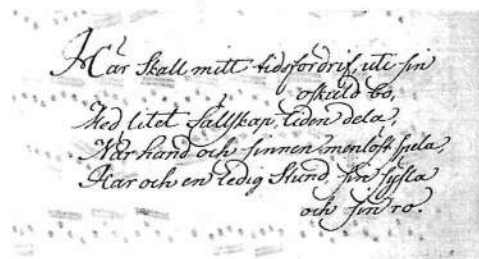 Här skall mitt tidsfördrif, uti sin
oskuld bo,
Med litet sällskap, tiden dela,
När hand och sinnen menlöst spela,
Har och en ledig Stund, sin syssla
och sin ro.